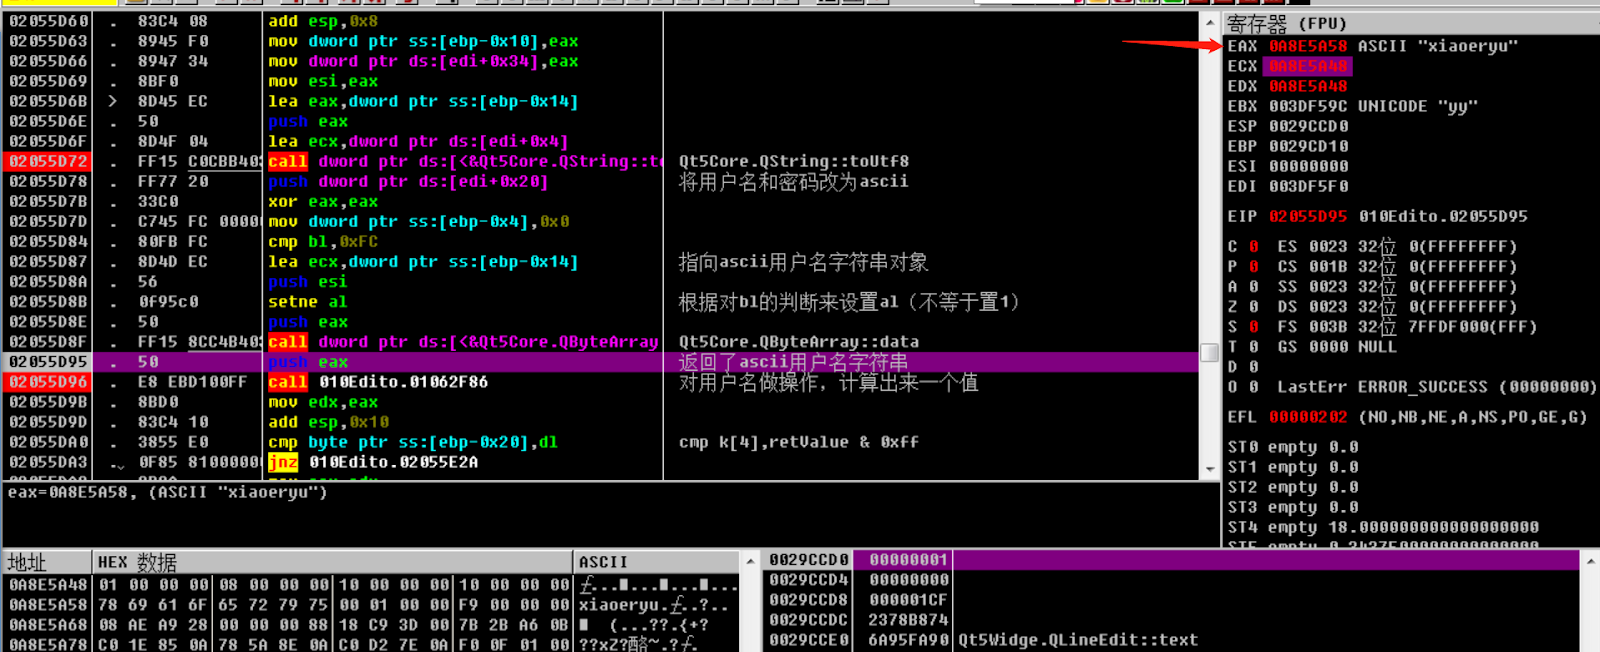 寄存器 (FPU)
02055D60 . 83C4 08 add esp,0x8
02055D63 . 8945 F0 mov dword ptr ss:[ebp-0x10],eax
02055D66 . 8947 34 mov dword ptr ds:[edi+0x34],eax
02055D69 . 8BF0 mov esi,eax
02055D6B > 8D45 EC lea eax,dword ptr ss:[ebp-0x14]
02055D6E . 50 push eax
02055D6F . 8D4F 04 lea ecx,dword ptr ds:[edi+0x4]
02055D72 . FF15 C0CBB402 call dword ptr ds:[<&Qt5Core.QString::to Qt5Core.QString::toUtf8
02055D78 . FF77 20 push dword ptr ds:[edi+0x20] 将用户名和密码改为ascii
02055D7B . 33C0 xor eax,eax
02055D7D . C745 FC 00000 mov dword ptr ss:[ebp-0x4],0x0
02055D84 . 80FB FC cmp bl,0xFC
02055D87 . 8D4D EC lea ecx,dword ptr ss:[ebp-0x14] 指向ascii用户名字符串对象
02055D8A . 56 push esi
02055D8B . 0f95c0 setne al 根据对bl的判断来设置al（不等于置1）
02055D8E . 50 push eax
02055D8F . FF15 8CC4B402 call dword ptr ds:[<&Qt5Core.QByteArray Qt5Core.QByteArray::data
02055D95 . 50 push eax 返回了ascii用户名字符串
02055D96 . E8 EBD100FF call 010Edito.01062F86 对用户名做操作，计算出来一个值
02055D9B . 8BD0 mov edx,eax
02055D9D . 83C4 10 add esp,0x10
02055DA0 . 3855 E0 cmp byte ptr ss:[ebp-0x20],dl cmp k[4],retValue & 0xff
02055DA3 . 0F85 81000000 jnz 010Edito.02055E2A
eax=0A8E5A58, (ASCII "xiaoeryu")
EAX 0A8E5A58 ASCII "xiaoeryu"
ECX 0A8E5A48
EDX 0A8E5A48
EBX 003DF59C UNICODE "yy"
ESP 0029CCD0
EBP 0029CD10
ESI 00000000
EDI 003DF5F0
EIP 02055D95 010Edito.02055D95
C 0 ES 0023 32位 0(FFFFFFFF)
P 0 CS 001B 32位 0(FFFFFFFF)
A 0 SS 0023 32位 0(FFFFFFFF)
Z 0 DS 0023 32位 0(FFFFFFFF)
S 0 FS 003B 32位 7FFDF000(FFF)
T 0 GS 0000 NULL
D 0
O 0 LastErr ERROR_SUCCESS (00000000)
EFL 00000202 (NO,NB,NE,A,NS,PO,GE,G)
ST0 empty 0.0
ST1 empty 0.0
ST2 empty 0.0
ST3 empty 0.0
ST4 empty 18.000000000000000000
地址 HEX 数据 ASCII
0A8E5A48 01 00 00 00 08 00 00 00 10 00 00 00 10 00 00 00
0A8E5A58 78 69 61 6F 65 72 79 75 00 01 00 00 F9 00 00 00 xiaoeryu.
0A8E5A68 08 AE A9 28 00 00 00 88 18 C9 3D 00 7B 2B A6 0B
0A8E5A78 C0 1E 85 0A 78 5A 8E 0A C0 D2 7E 0A F0 0F 01 00
0029CCD0 00000001
0029CCD4 00000000
0029CCD8 000001CF
0029CCDC 2378B874
0029CCE0 6A95FA90 Qt5Widge.QLineEdit::text